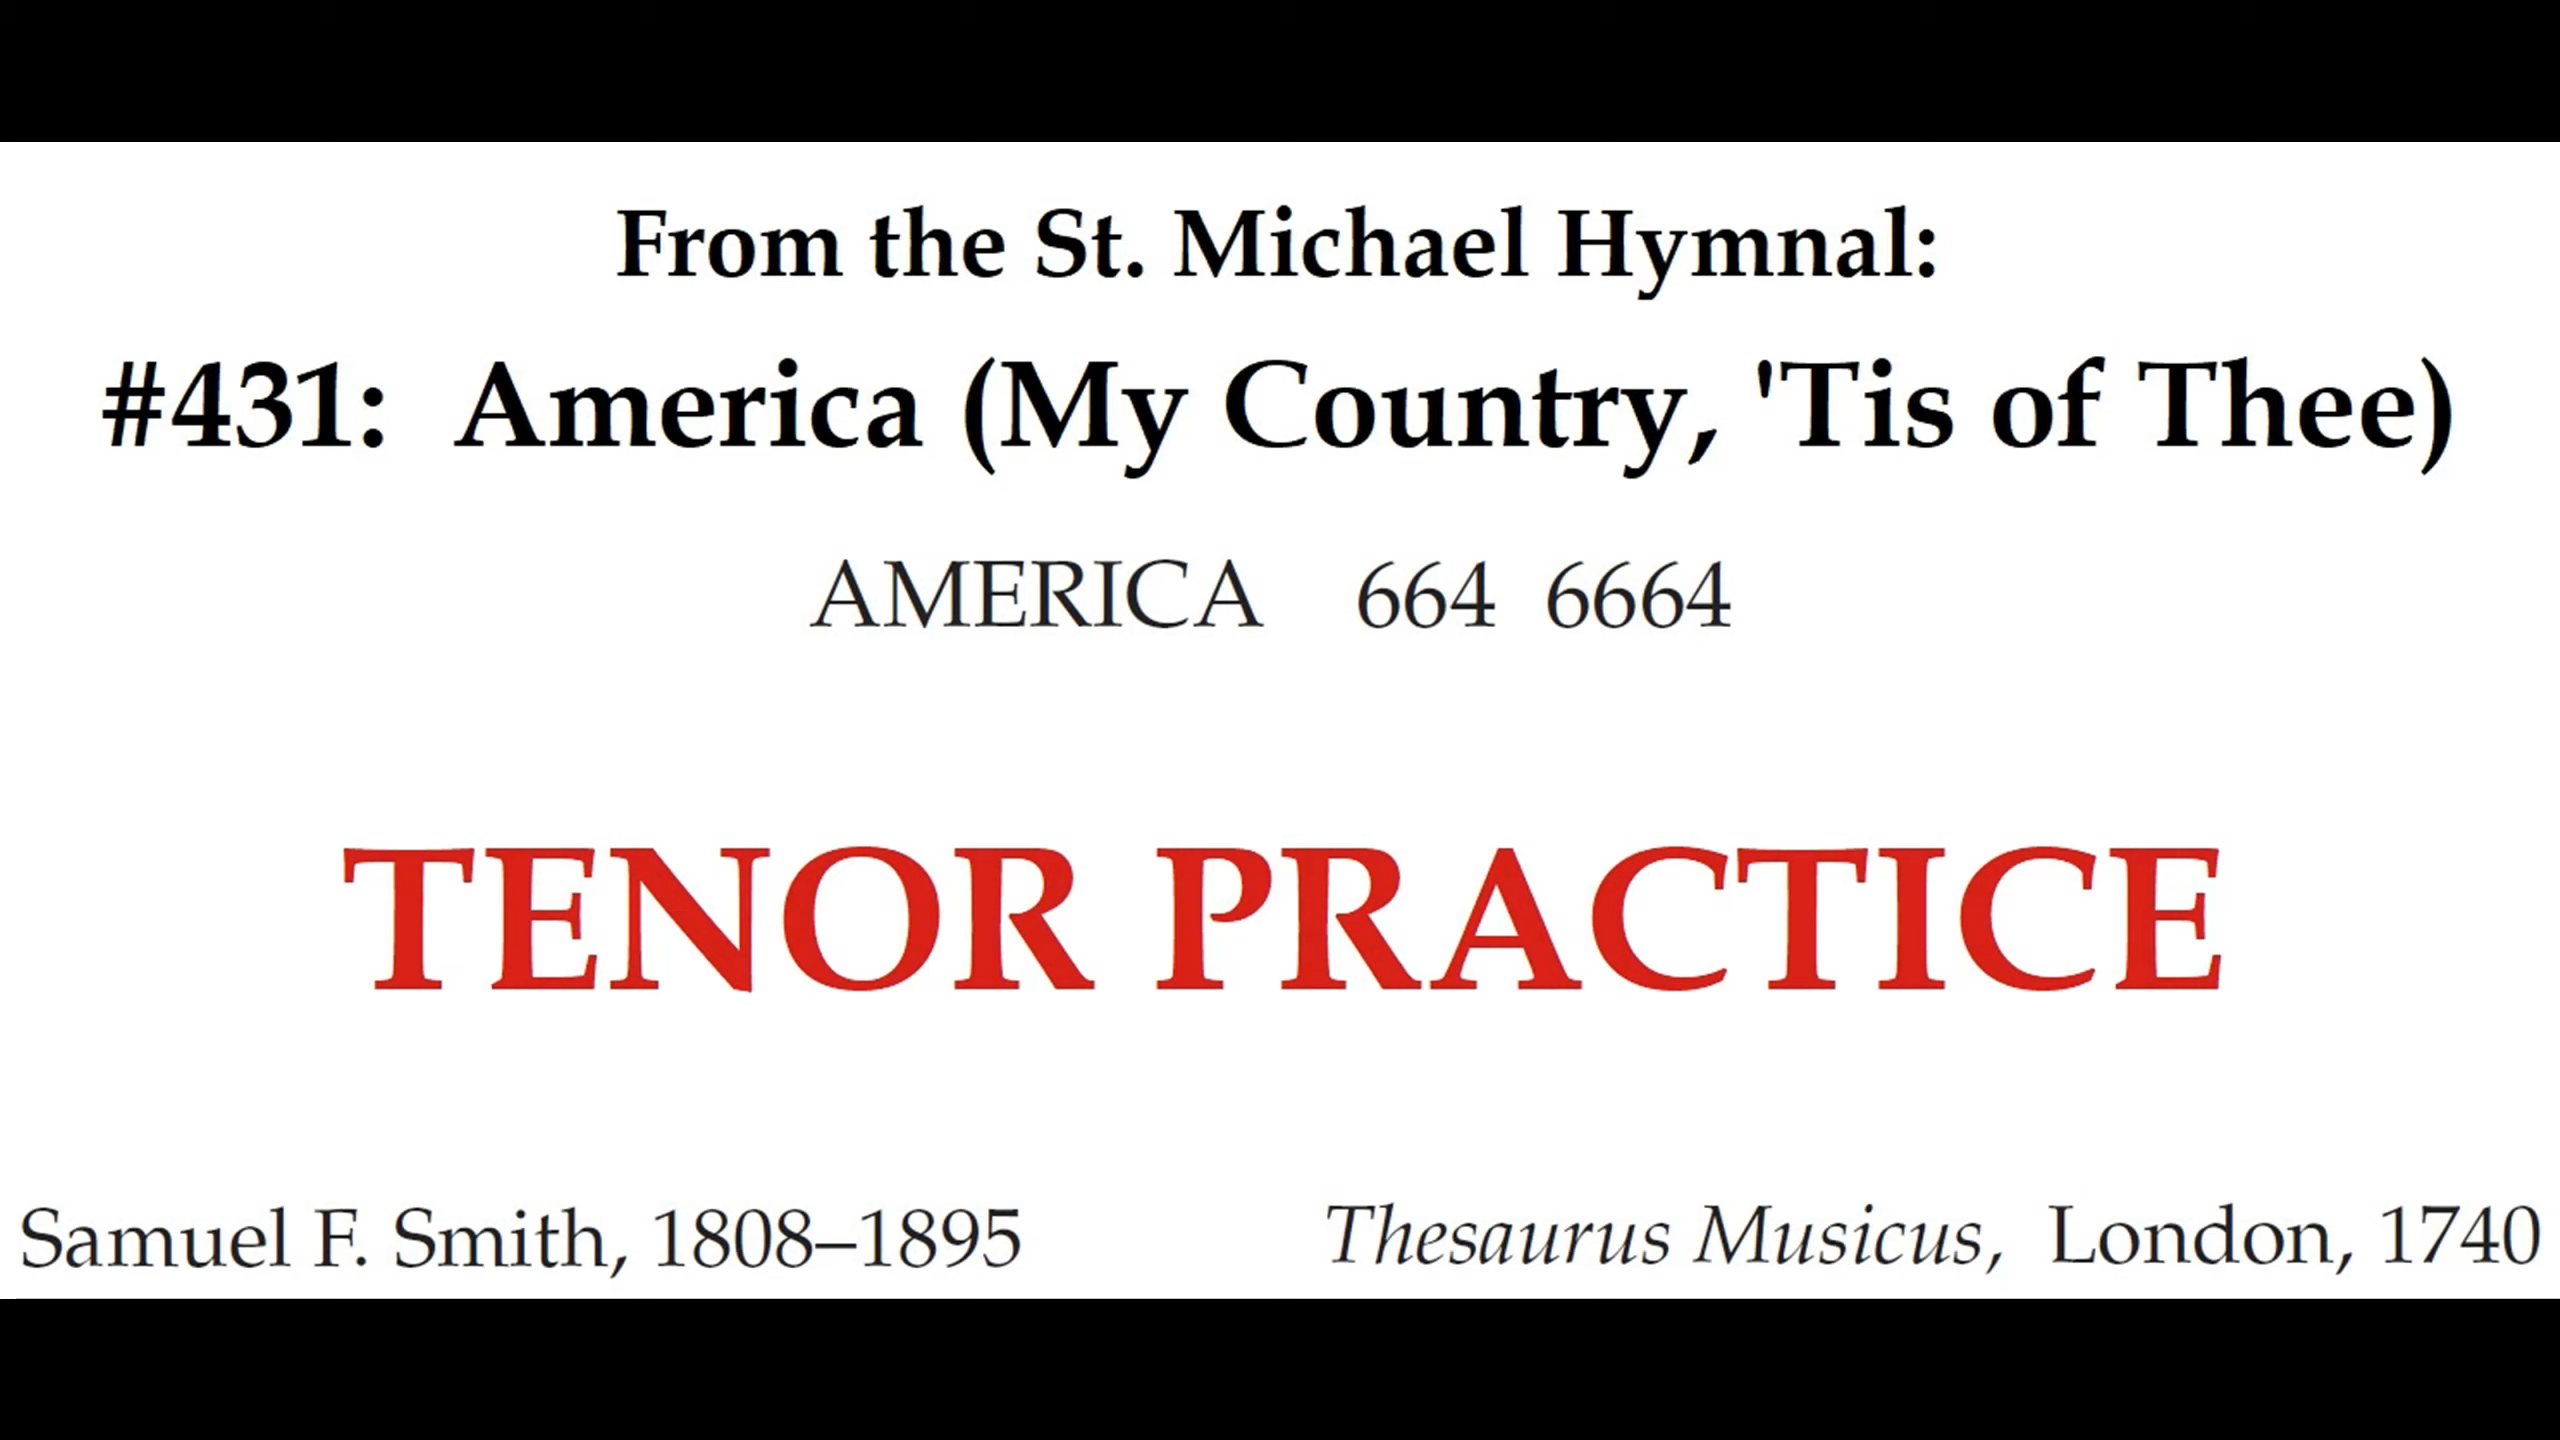 From the St. Michael Hymnal:
#431: America (My Country, 'Tis of Thee)
AMERICA 664 6664
TENOR PRACTICE
Samuel F. Smith, 1808–1895 Thesaurus Musicus, London, 1740